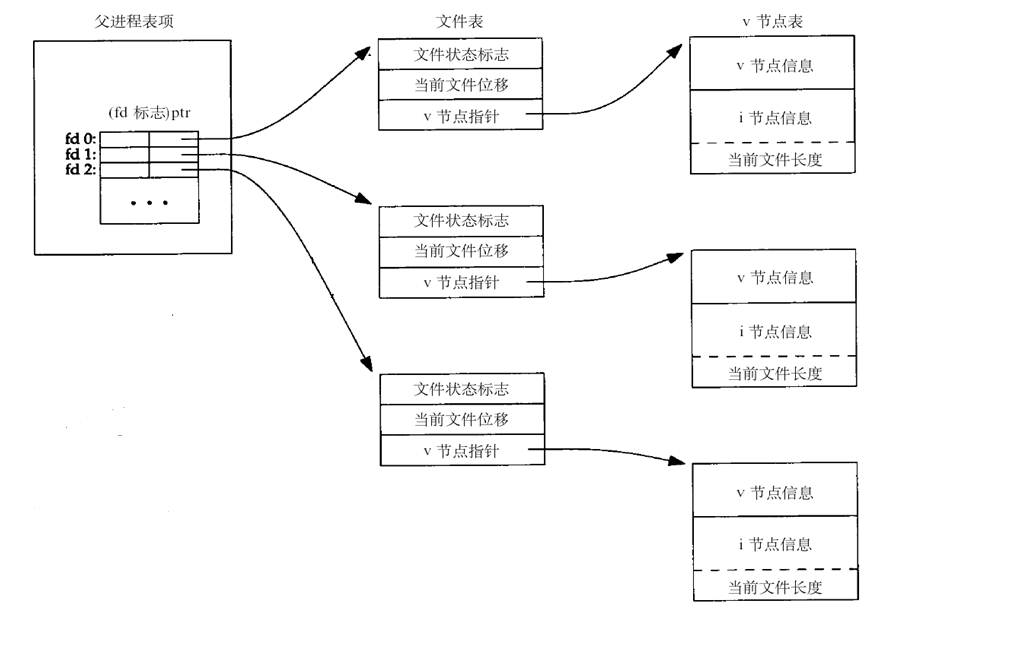 父进程表项
文件表
v 节点表
(fd 标志)ptr
fd 0:
fd 1:
fd 2:
• • •
文件状态标志
当前文件位移
v 节点指针
v 节点信息
i 节点信息
当前文件长度
文件状态标志
当前文件位移
v 节点指针
v 节点信息
i 节点信息
当前文件长度
文件状态标志
当前文件位移
v 节点指针
v 节点信息
i 节点信息
当前文件长度